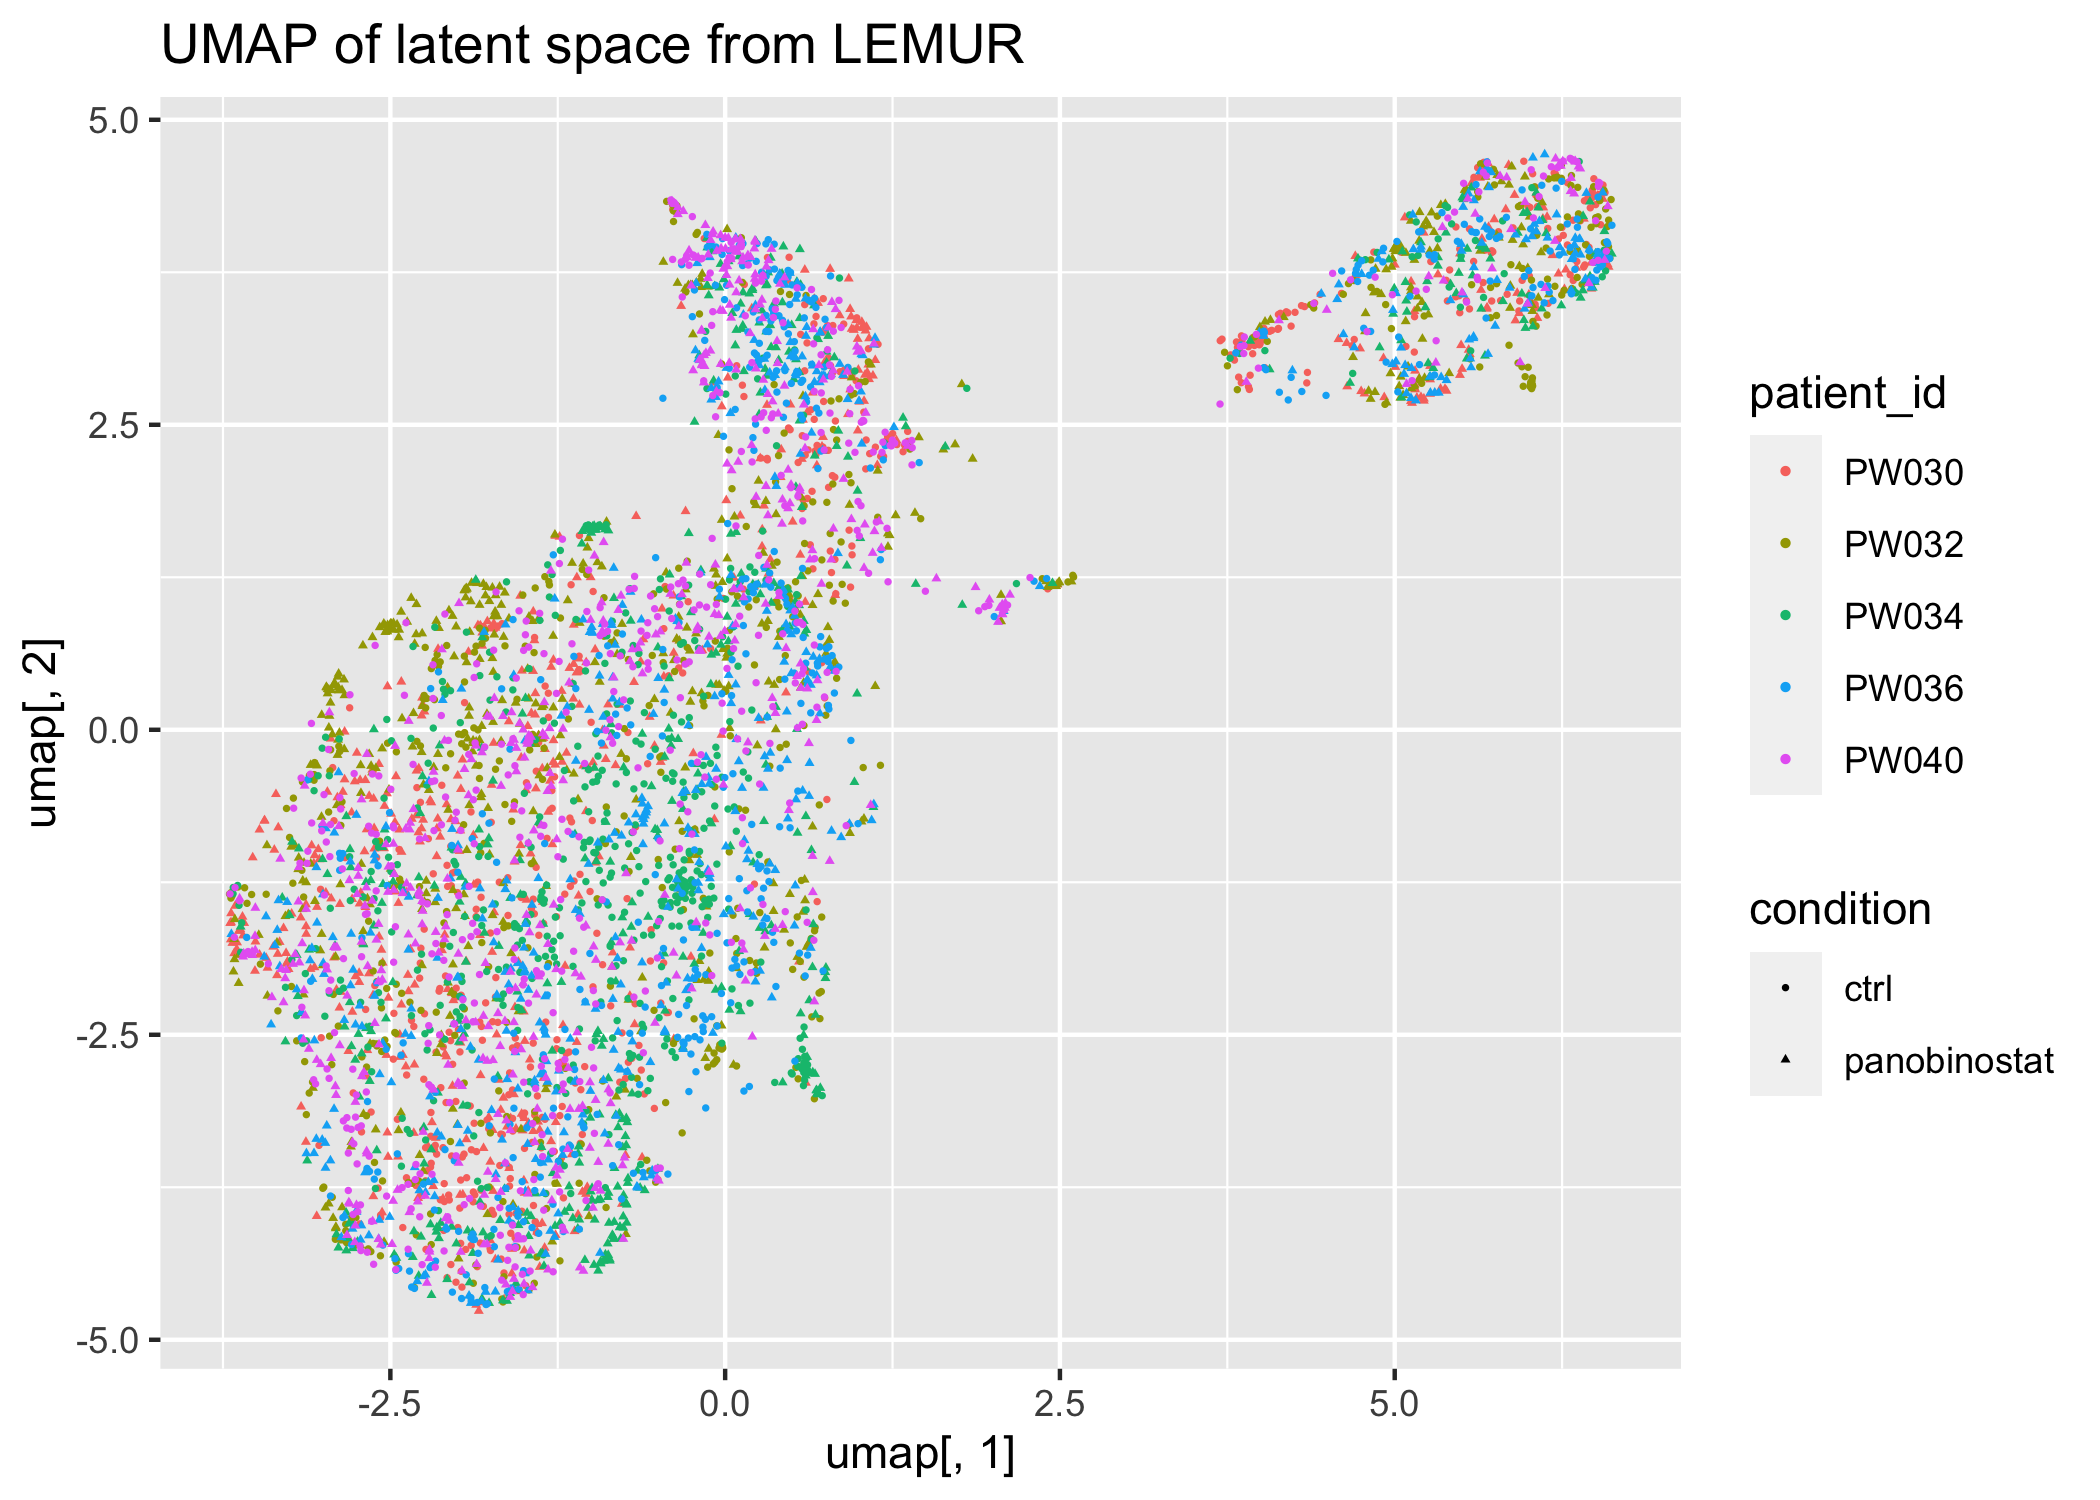 UMAP of latent space from LEMUR
5.0
2.5
0.0
-2.5
-5.0
umap[, 2]
-2.5
0.0
2.5
5.0
umap[, 1]
patient_id
PW030
PW032
PW034
PW036
PW040
condition
ctrl
panobinostat